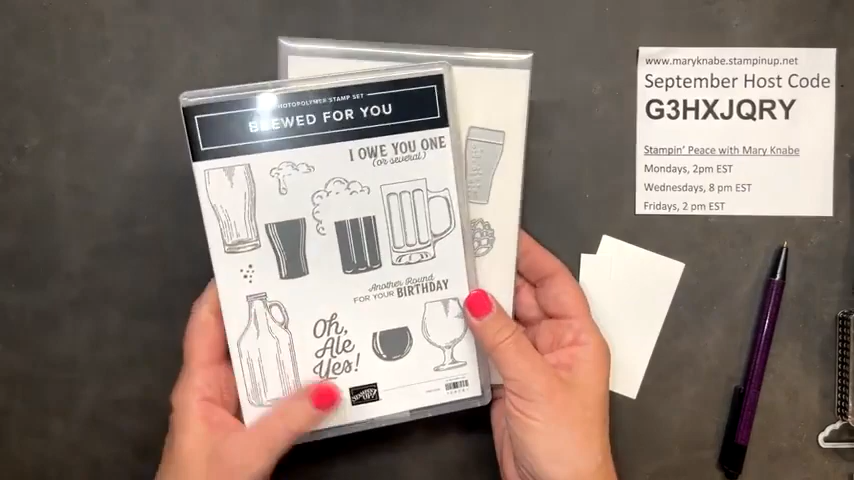 PHOTOPOLYMER STAMP SET
BREWED FOR YOU
I OWE YOU ONE
(or several)
Another Round
FOR YOUR BIRTHDAY
Oh,
Ale
Yes!
STAMPIN' UP!
www.maryknabe.stampinup.net
September Host Code
G3HXJQRY
Stampin' Peace with Mary Knabe
Mondays, 2pm EST
Wednesdays, 8 pm EST
Fridays, 2 pm EST